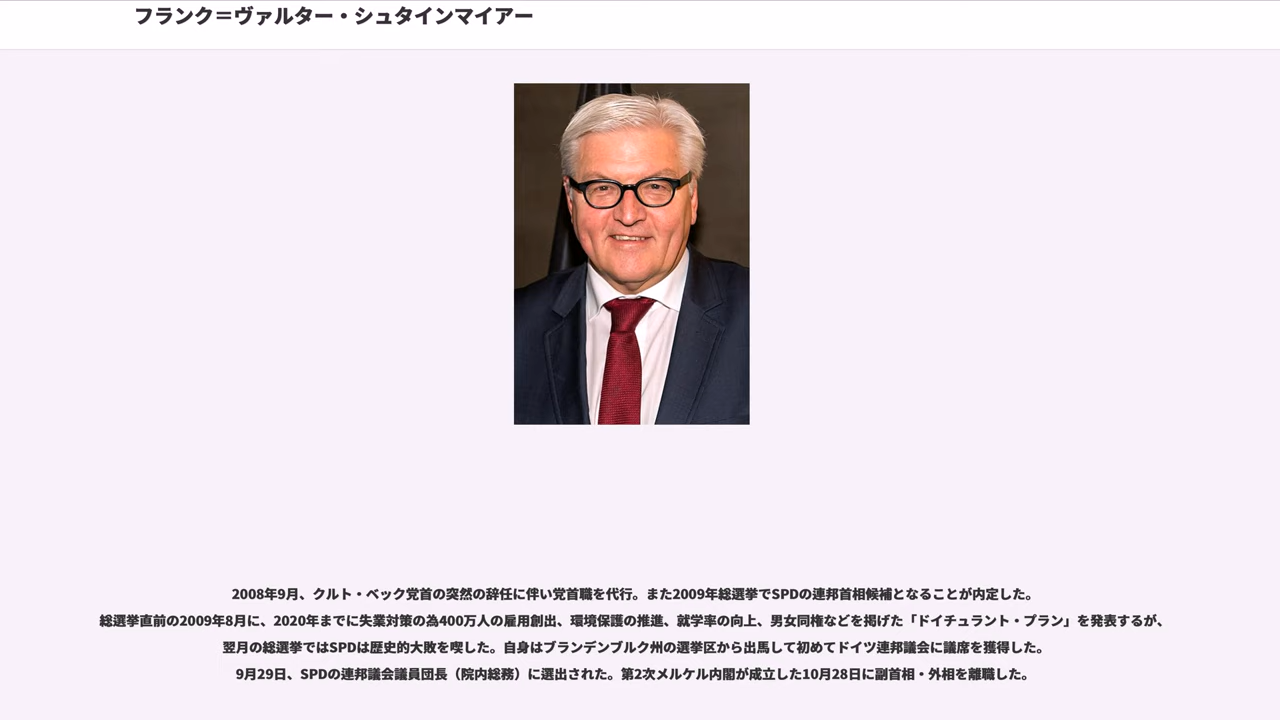 フランク＝ヴァルター・シュタインマイアー
2008年9月、クルト・ベック党首の突然の辞任に伴い党首職を代行。また2009年総選挙でSPDの連邦首相候補となることが内定した。
総選挙直前の2009年8月に、2020年までに失業対策の為400万人の雇用創出、環境保護の推進、就学率の向上、男女同権などを掲げた「ドイチュラント・プラン」を発表するが、
翌月の総選挙ではSPDは歴史的大敗を喫した。自身はブランデンブルク州の選挙区から出馬して初めてドイツ連邦議会に議席を獲得した。
9月29日、SPDの連邦議会議員団長（院内総務）に選出された。第2次メルケル内閣が成立した10月28日に副首相・外相を離職した。